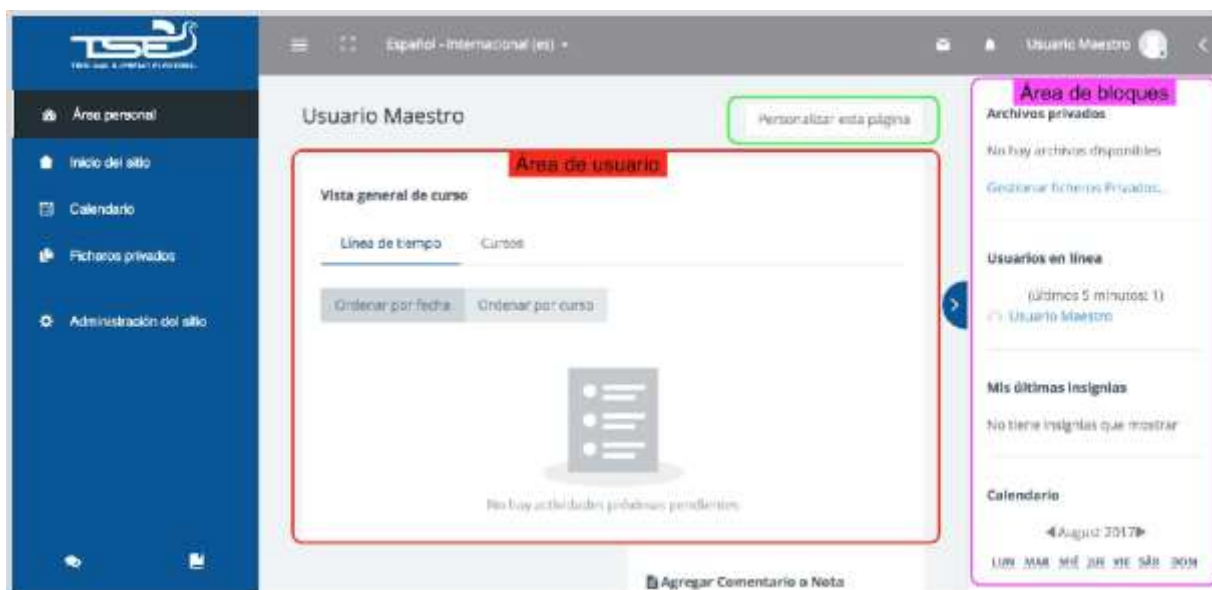 TSE
Español - Internacional (es)
Usuario Maestro
Área personal
Inicio del sitio
Calendario
Ficheros privados
Administración del sitio
Usuario Maestro
Personalizar esta página
Área de usuario
Vista general de curso
Línea de tiempo Cursos
Ordenar por fecha Ordenar por curso
No hay actividades próximas pendientes
Agregar Comentario o Nota
Área de bloques
Archivos privados
No hay archivos disponibles
Gestionar ficheros Privados...
Usuarios en línea
(últimos 5 minutos: 1)
Usuario Maestro
Mis últimas insignias
No tiene insignias que mostrar
Calendario
◀August 2017▶
LUN MAR MIÉ JUE VIE SÁB DOM